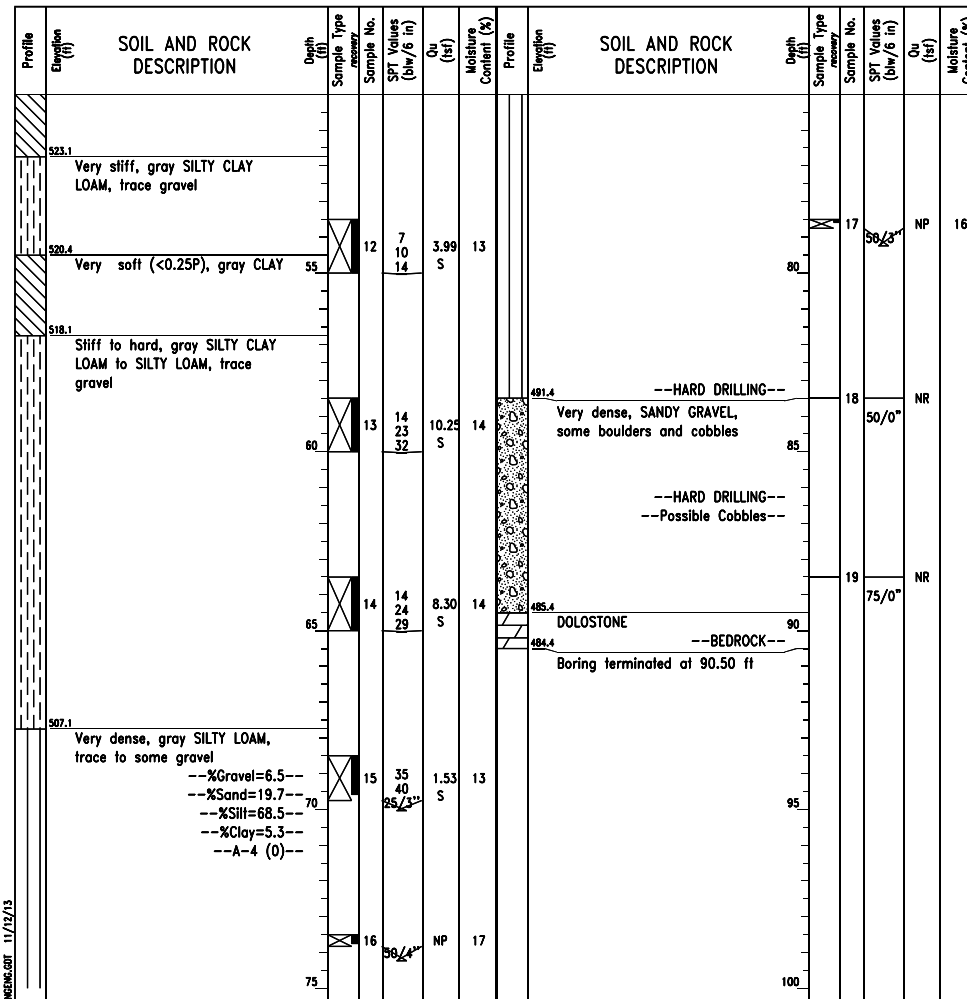 Profile
Elevation (ft)
SOIL AND ROCK
DESCRIPTION
Depth (ft)
Sample Type
recovery
Sample No.
SPT Values (blw/6 in)
Qu (tsf)
Moisture Content (%)
523.1
Very stiff, gray SILTY CLAY
LOAM, trace gravel
12
7
10
14
3.99
S
13
520.4
Very soft (<0.25P), gray CLAY
55
518.1
Stiff to hard, gray SILTY CLAY
LOAM to SILTY LOAM, trace
gravel
13
14
23
32
10.25
S
14
60
14
14
24
29
8.30
S
14
65
507.1
Very dense, gray SILTY LOAM,
trace to some gravel
--%Gravel=6.5--
--%Sand=19.7--
--%Silt=68.5--
--%Clay=5.3--
--A-4 (0)--
15
35
40
25/3"
1.53
S
13
70
16
50/4"
NP
17
75
NGENG.GDT 11/12/13
Profile
Elevation (ft)
SOIL AND ROCK
DESCRIPTION
Depth (ft)
Sample Type
recovery
Sample No.
SPT Values (blw/6 in)
Qu (tsf)
Moisture
Content (%)
17
50/3"
NP
16
80
--HARD DRILLING--
491.4
18
NR
Very dense, SANDY GRAVEL,
some boulders and cobbles
50/0"
85
--HARD DRILLING--
--Possible Cobbles--
19
NR
75/0"
485.4
DOLOSTONE
90
--BEDROCK--
484.4
Boring terminated at 90.50 ft
95
100